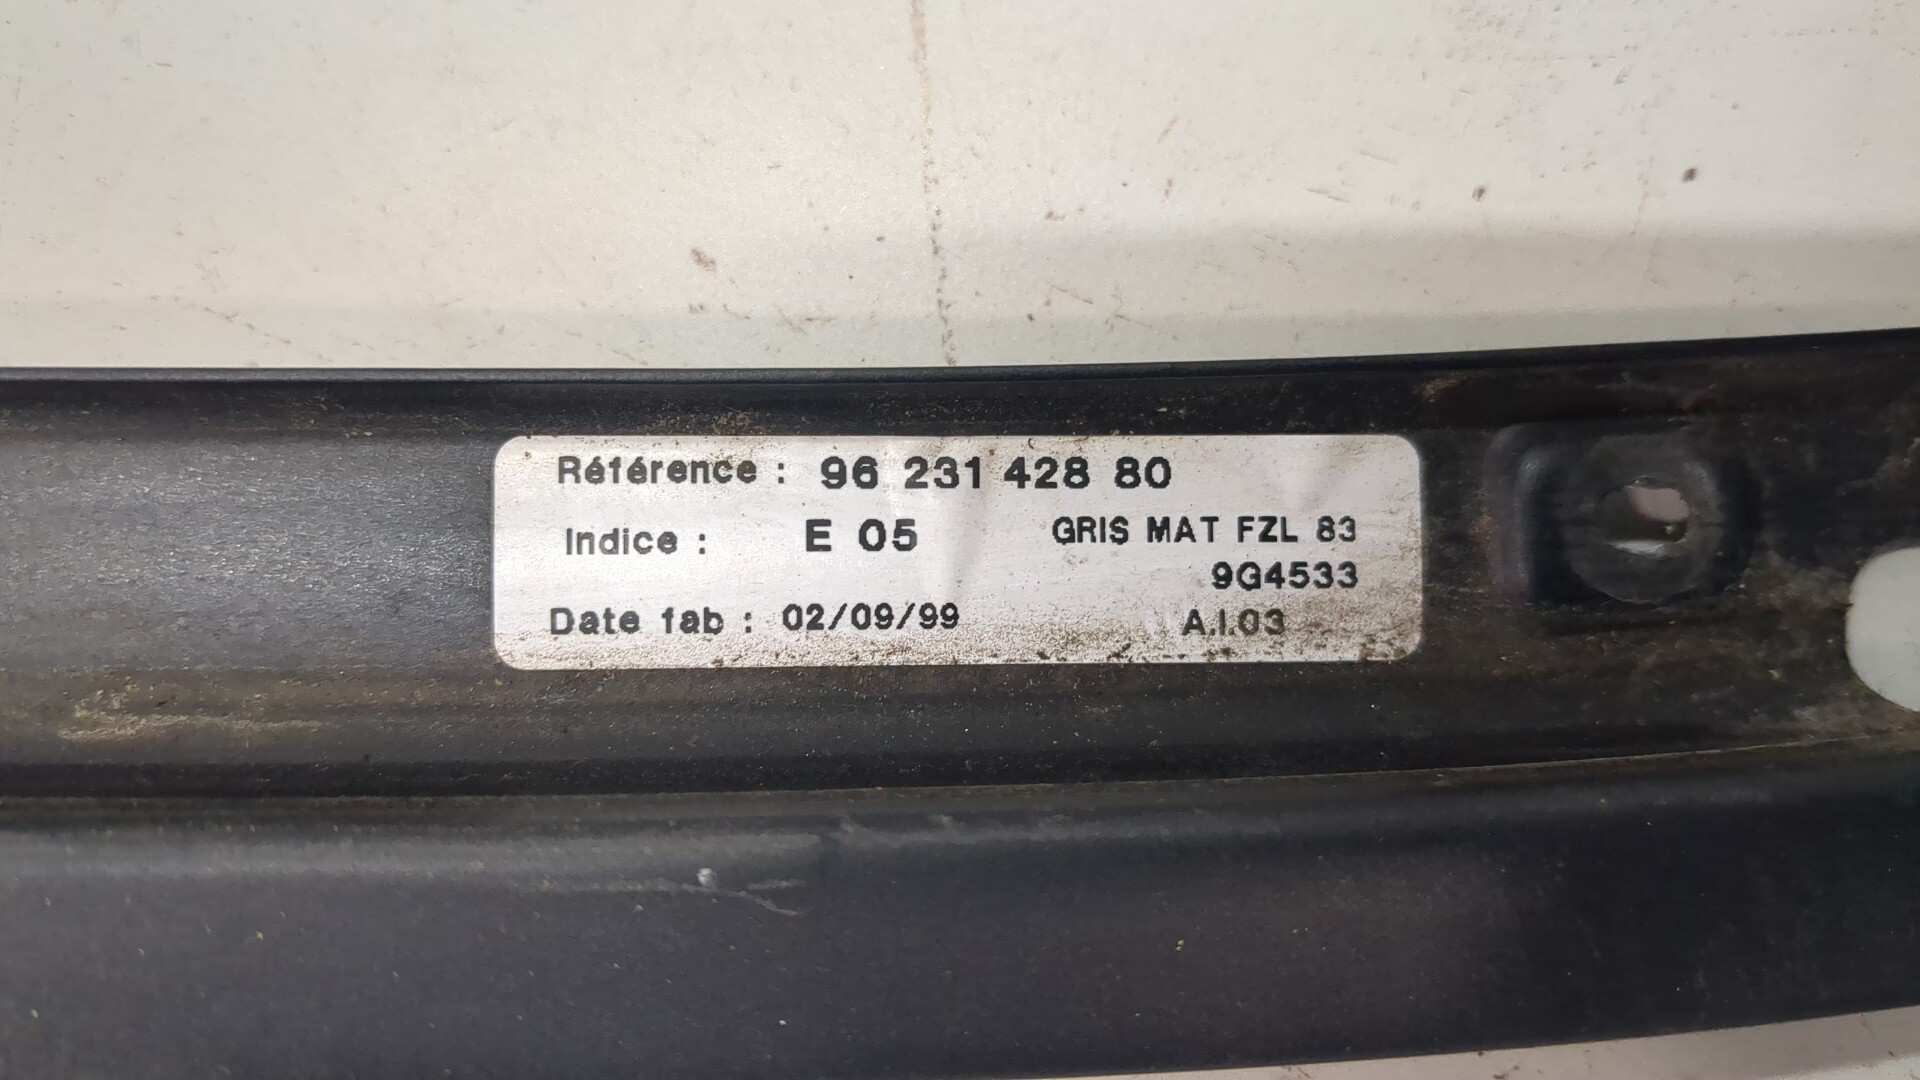 Référence : 96 231 428 80
Indice : E 05 GRIS MAT FZL 83
9G4533
Date fab : 02/09/99 A.I.03